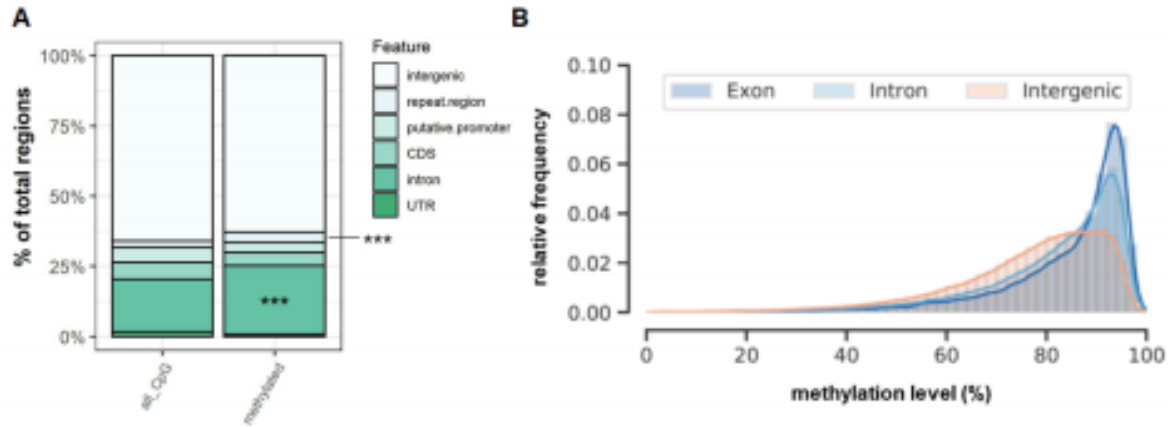 A
% of total regions
100%
75%
50%
25%
0%
all_CpG
methylated
***
***
Feature
intergenic
repeat.region
putative.promoter
CDS
intron
UTR
B
relative frequency
0.10
0.08
0.06
0.04
0.02
0.00
Exon Intron Intergenic
0 20 40 60 80 100
methylation level (%)